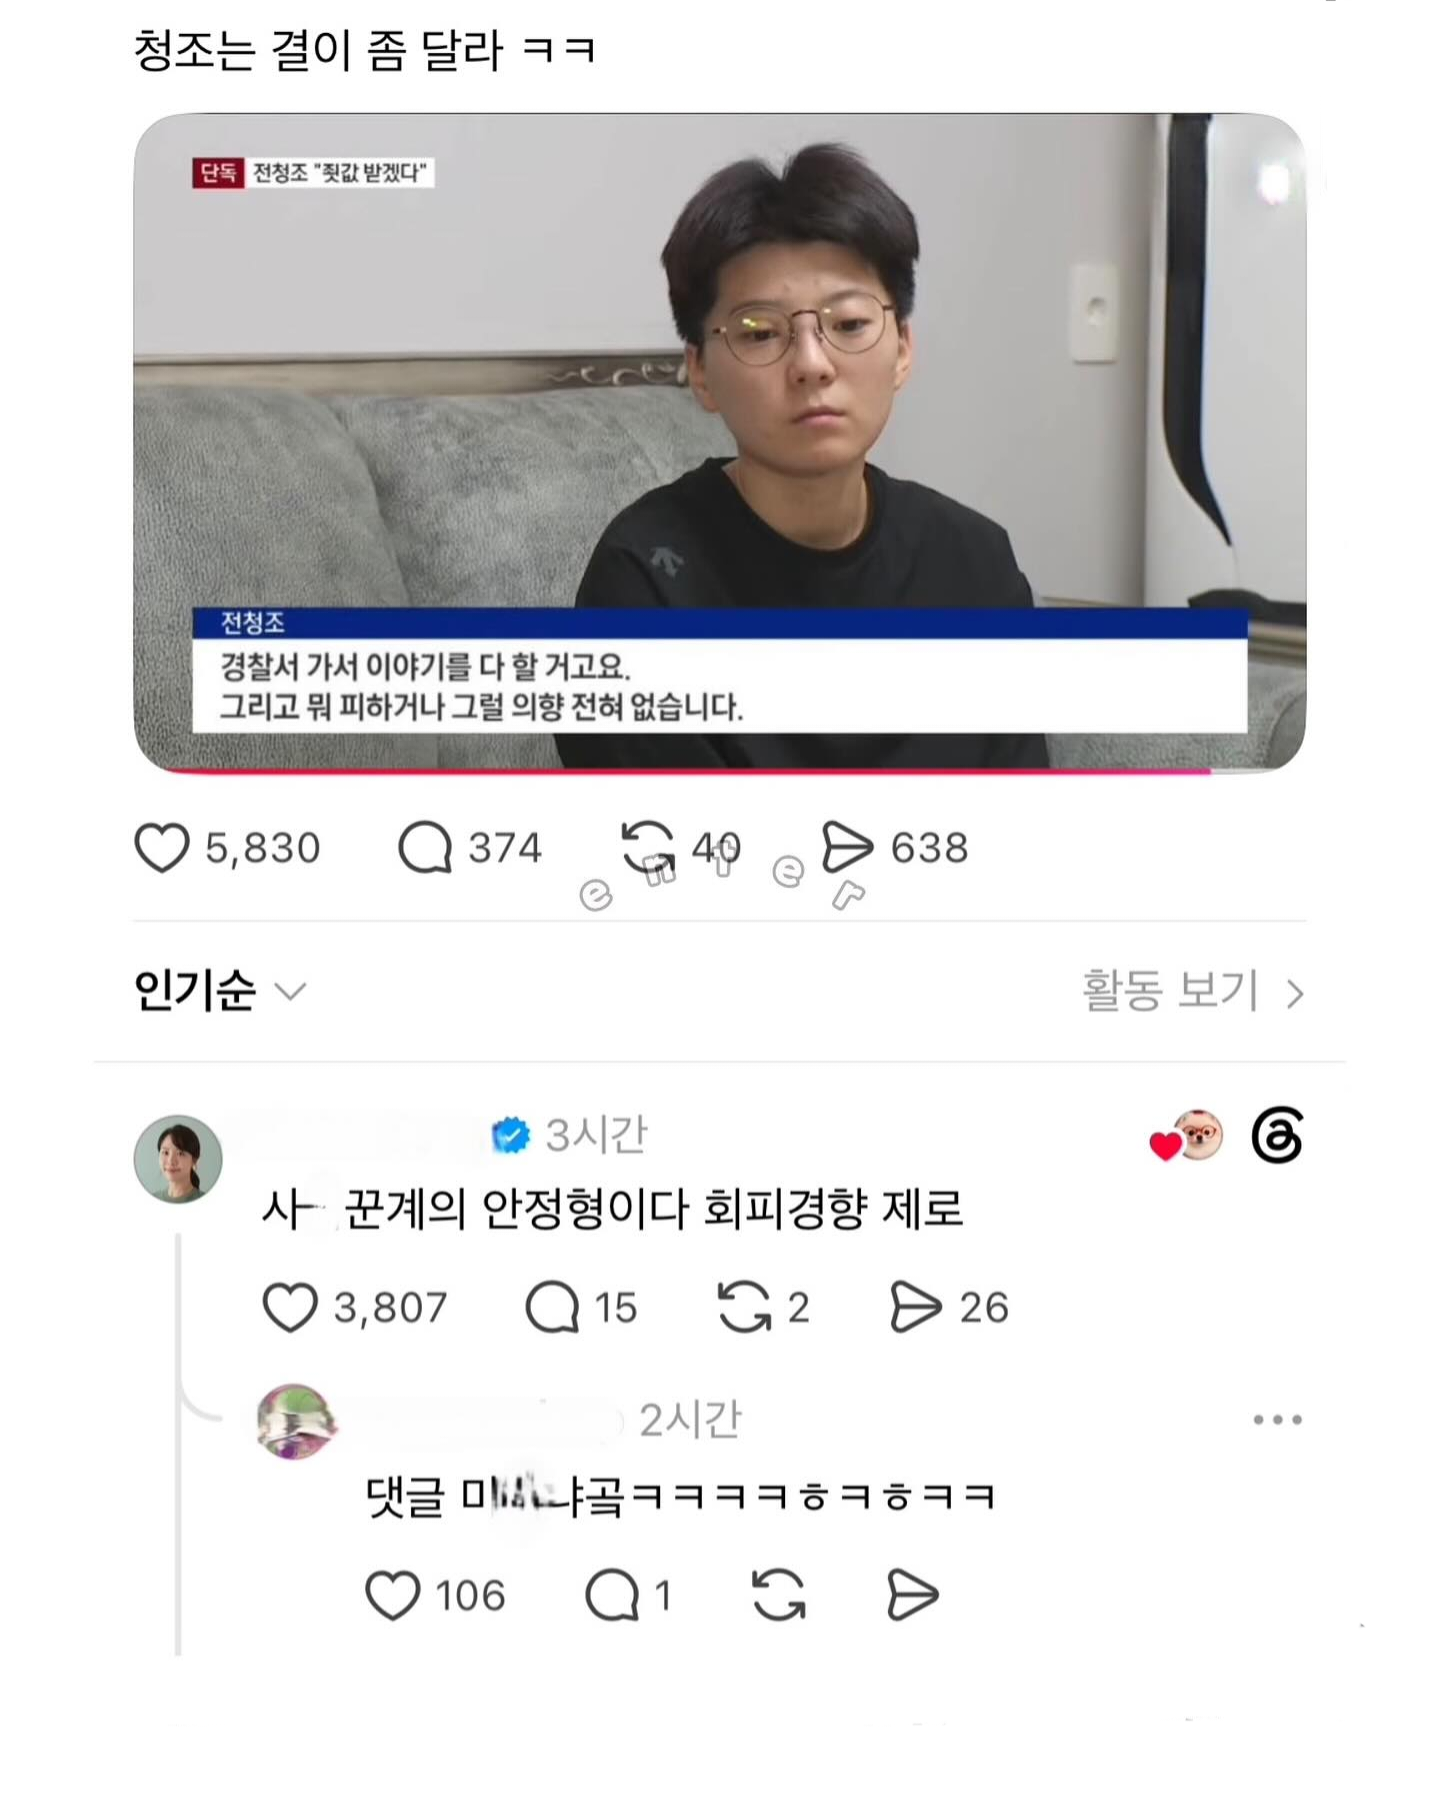 청조는 결이 좀 달라 ㅋㅋ
단독 전청조 "죗값 받겠다"
전청조
경찰서 가서 이야기를 다 할 거고요.
그리고 뭐 피하거나 그럴 의향 전혀 없습니다.
5,830 374 40 638
enter
인기순 활동 보기
3시간
꾼계의 안정형이다 회피경향 제로
3,807 15 2 26
2시간
댓글 ㅋㅋㅋㅋㅎㅋㅎㅋㅋ
106 1